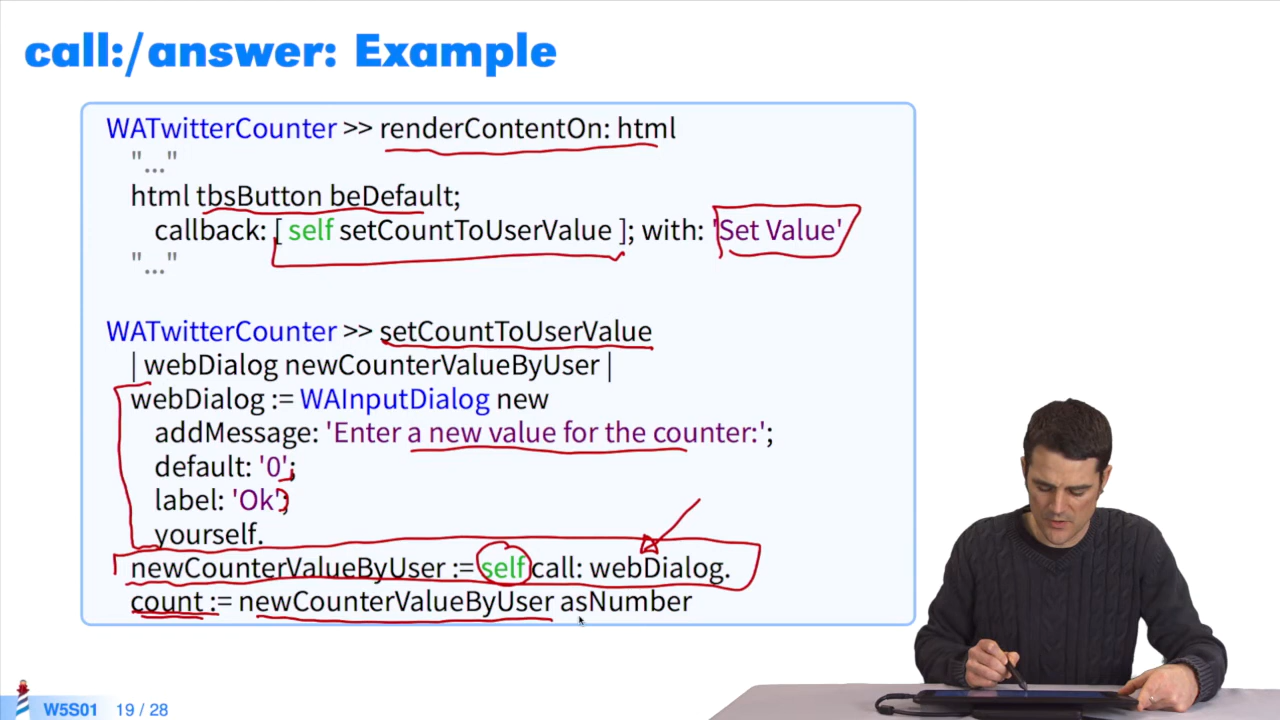 call:/answer: Example
WATwitterCounter >> renderContentOn: html
"..."
html tbsButton beDefault;
callback: [ self setCountToUserValue ]; with: 'Set Value'
"..."
WATwitterCounter >> setCountToUserValue
| webDialog newCounterValueByUser |
webDialog := WAInputDialog new
addMessage: 'Enter a new value for the counter:';
default: '0';
label: 'Ok';
yourself.
newCounterValueByUser := self call: webDialog.
count := newCounterValueByUser asNumber
W5S01 19 / 28